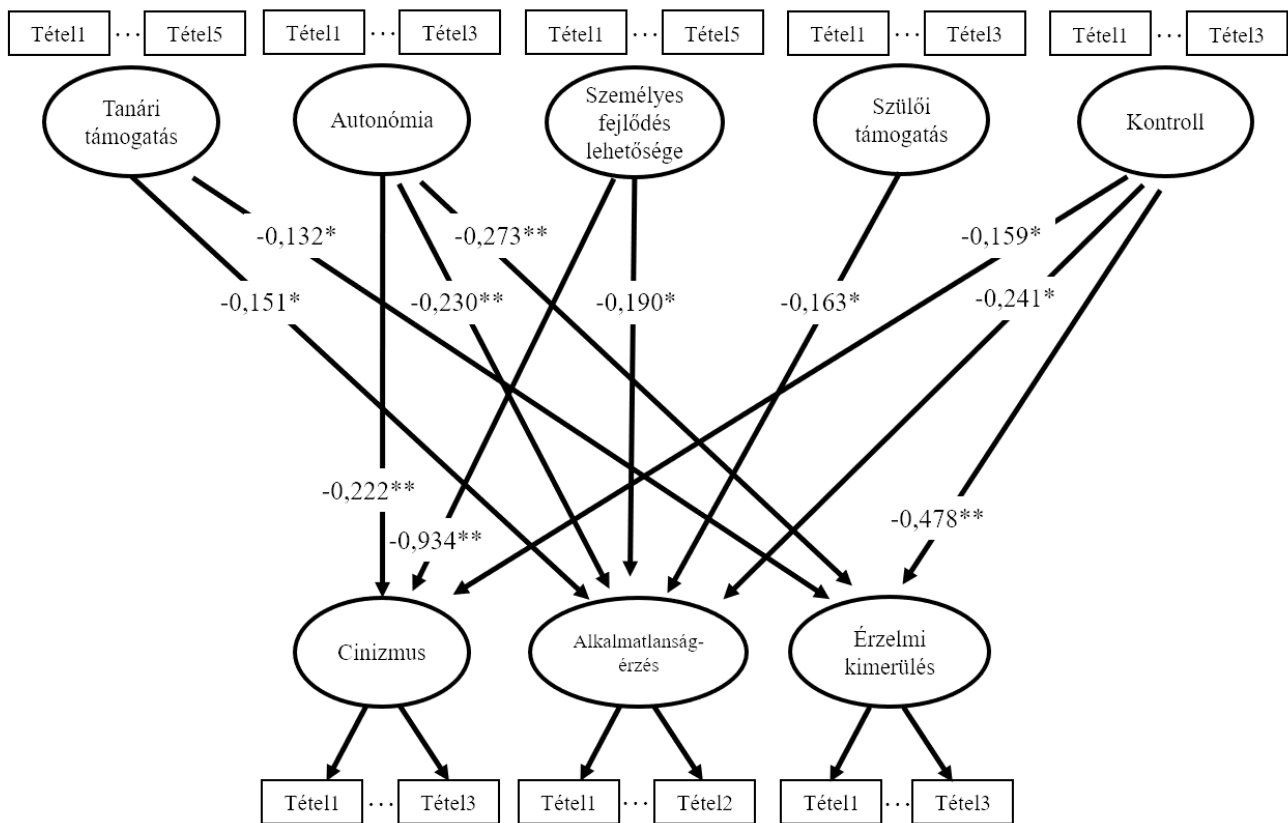 Tétel1 ... Tétel5 Tétel1 ... Tétel3 Tétel1 ... Tétel5 Tétel1 ... Tétel3 Tétel1 ... Tétel3
Tanári
támogatás
Autonómia
Személyes
fejlődés
lehetősége
Szülői
támogatás
Kontroll
-0,132* -0,273** -0,159*
-0,151* -0,230** -0,190* -0,163* -0,241*
-0,222**
-0,934** -0,478**
Cinizmus
Alkalmatlanság-
érzés
Érzelmi
kimerülés
Tétel1 ... Tétel3 Tétel1 ... Tétel2 Tétel1 ... Tétel3